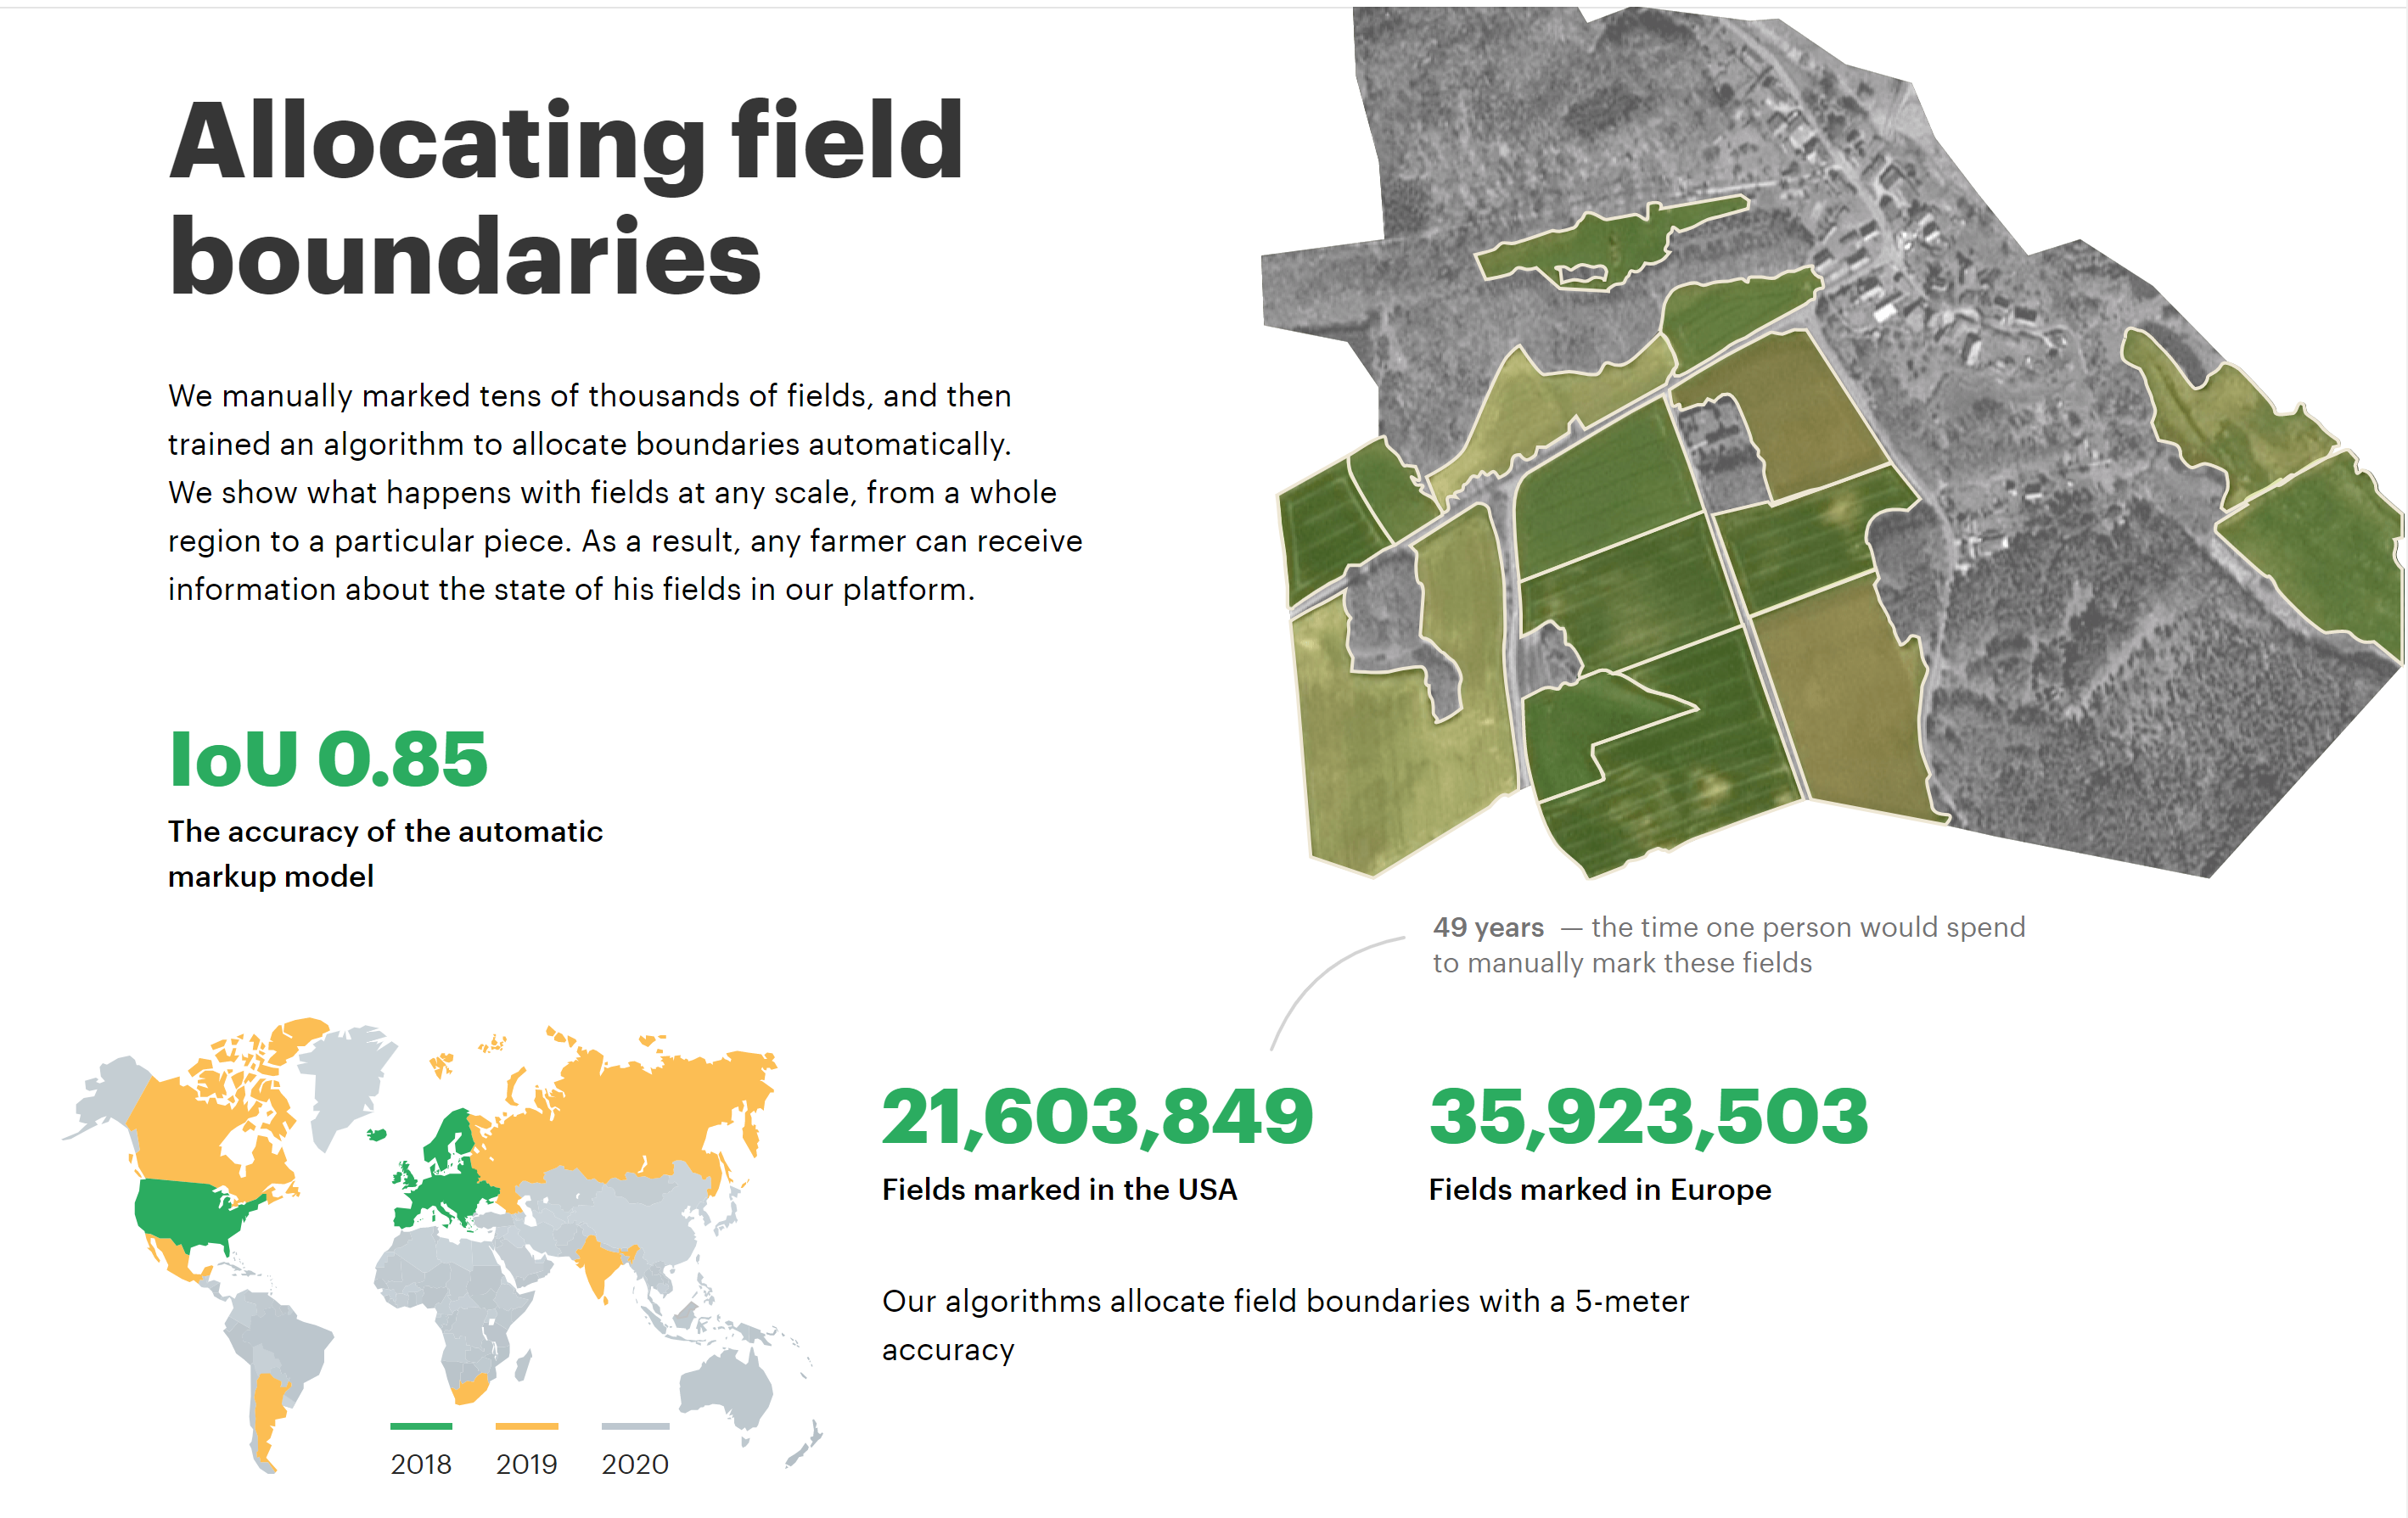 Allocating field
boundaries
We manually marked tens of thousands of fields, and then
trained an algorithm to allocate boundaries automatically.
We show what happens with fields at any scale, from a whole
region to a particular piece. As a result, any farmer can receive
information about the state of his fields in our platform.
IoU 0.85
The accuracy of the automatic
markup model
49 years — the time one person would spend
to manually mark these fields
21,603,849
Fields marked in the USA
35,923,503
Fields marked in Europe
Our algorithms allocate field boundaries with a 5-meter
accuracy
2018
2019
2020